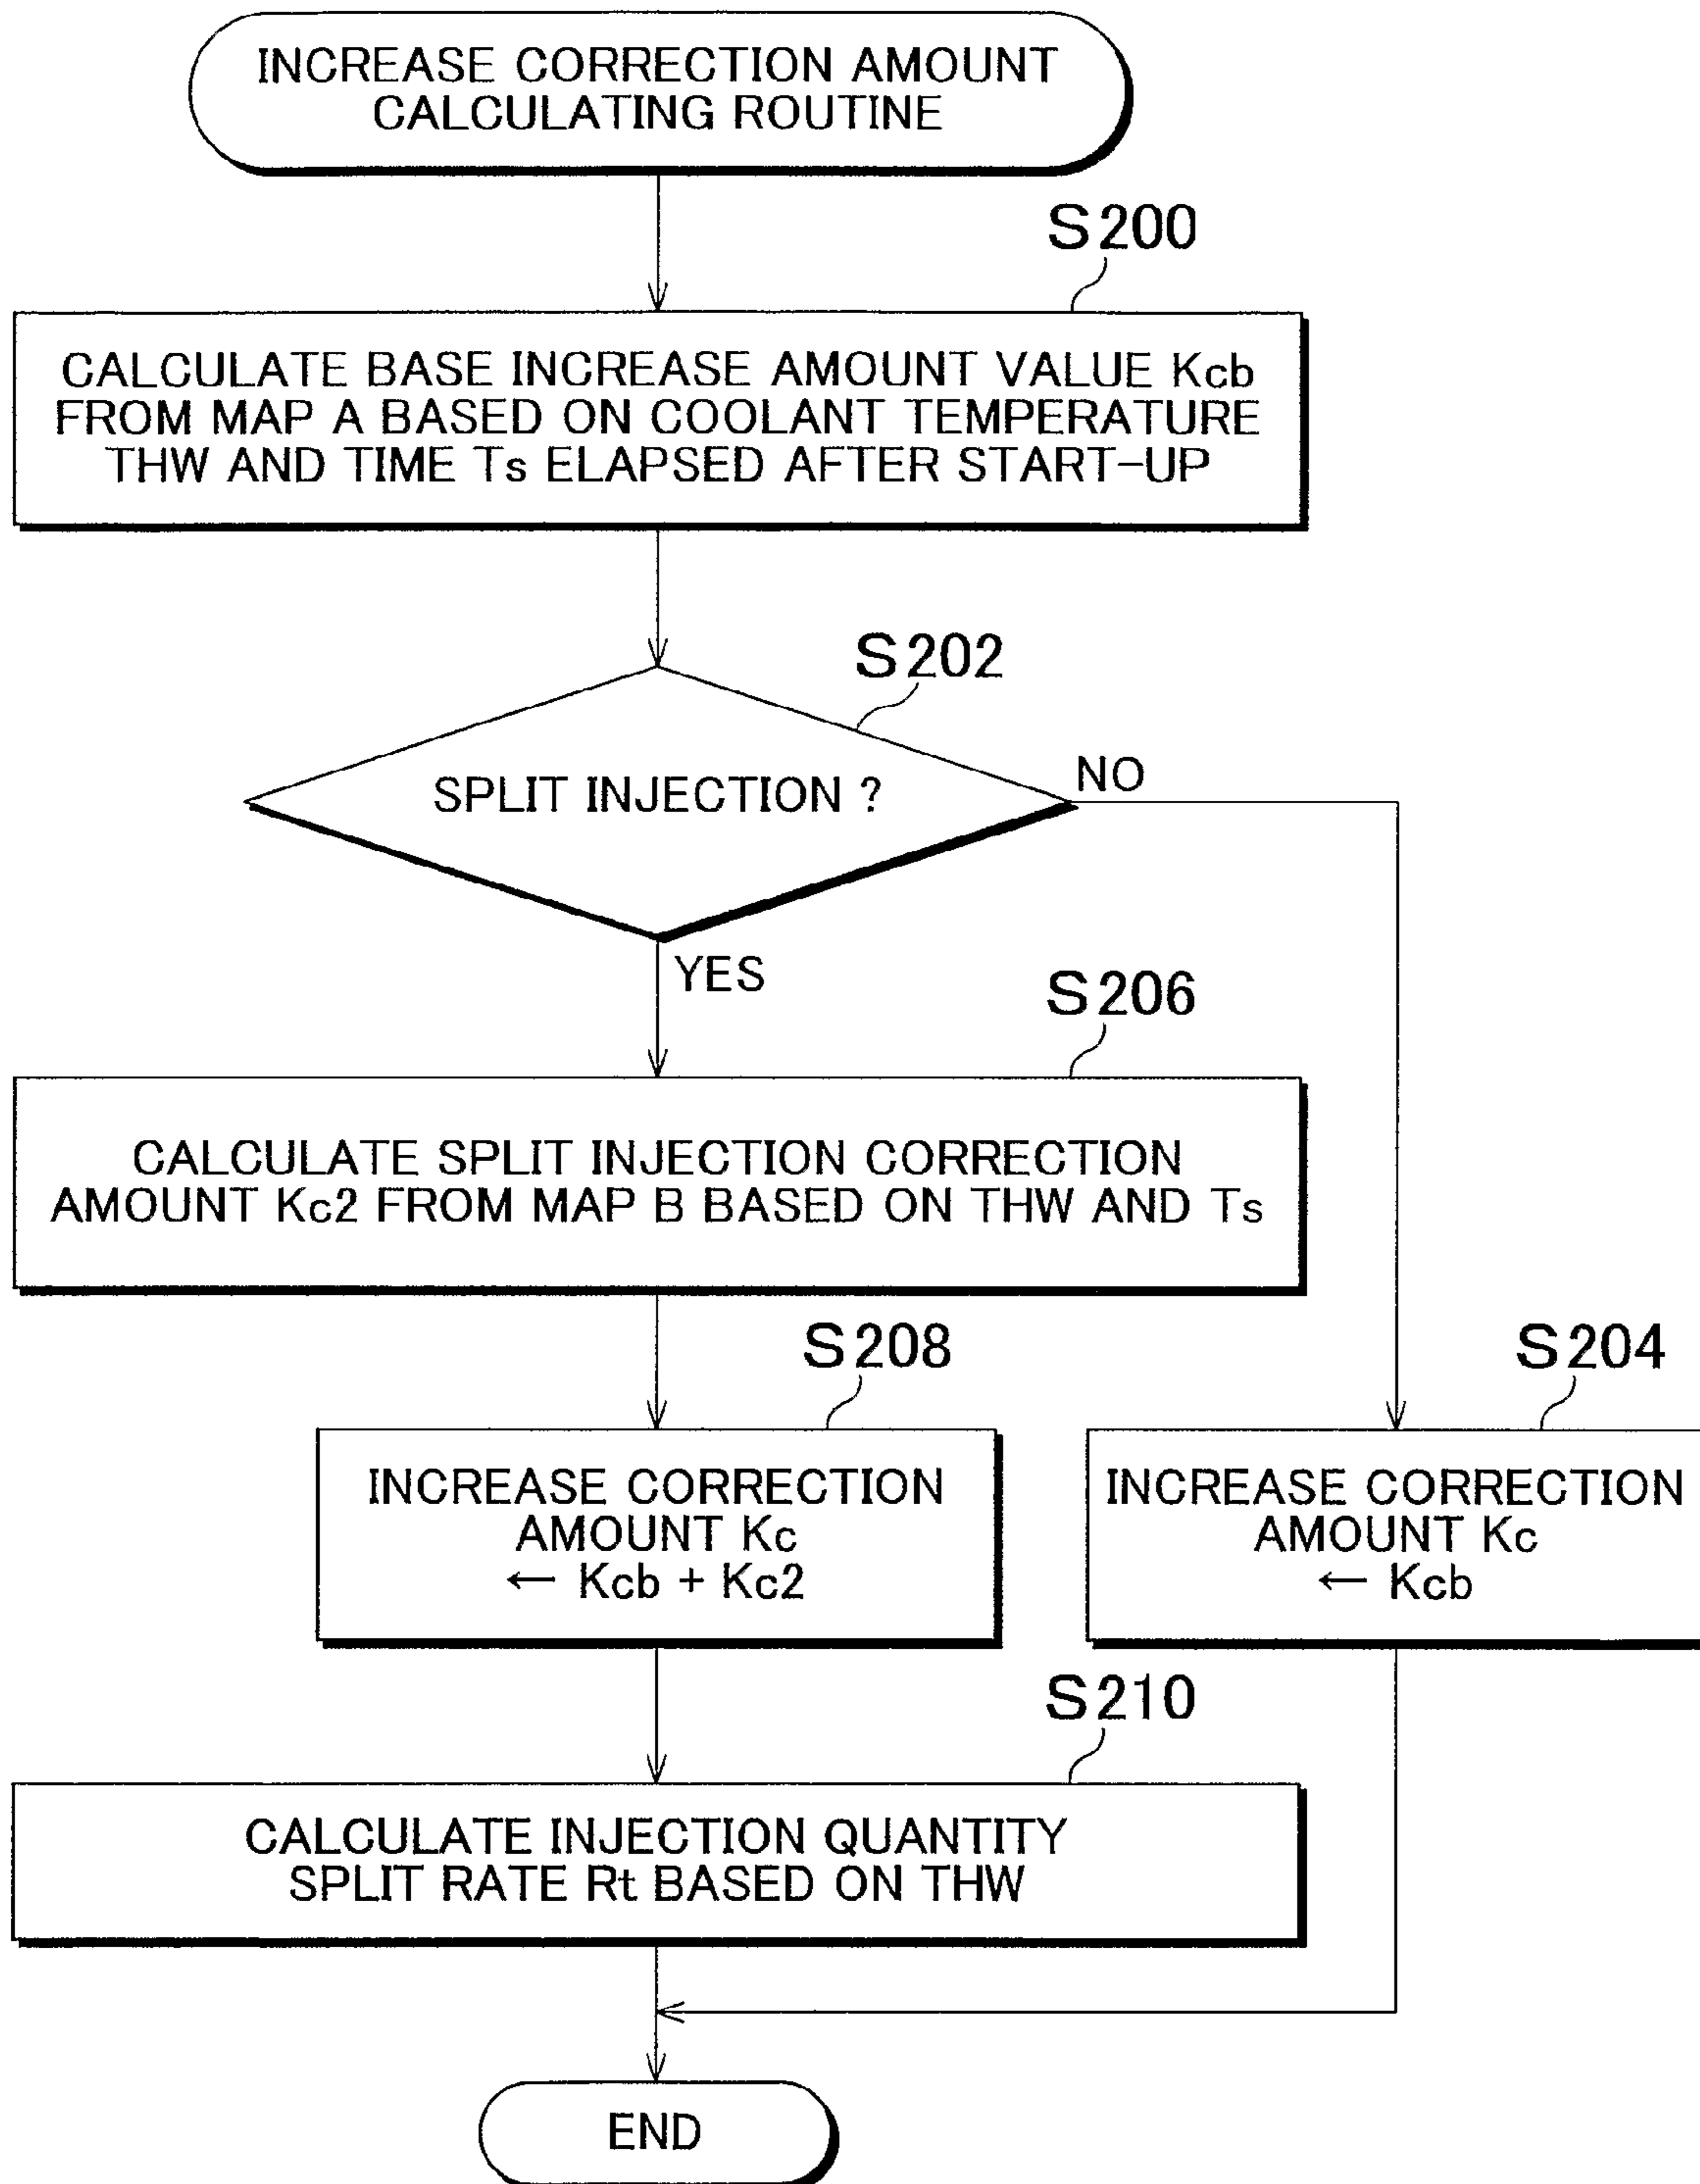 INCREASE CORRECTION AMOUNT
CALCULATING ROUTINE
S200
CALCULATE BASE INCREASE AMOUNT VALUE Kcb
FROM MAP A BASED ON COOLANT TEMPERATURE
THW AND TIME Ts ELAPSED AFTER START-UP
S202
SPLIT INJECTION ?
NO
YES
S206
CALCULATE SPLIT INJECTION CORRECTION
AMOUNT Kc2 FROM MAP B BASED ON THW AND Ts
S208
INCREASE CORRECTION
AMOUNT Kc
← Kcb + Kc2
S204
INCREASE CORRECTION
AMOUNT Kc
← Kcb
S210
CALCULATE INJECTION QUANTITY
SPLIT RATE Rt BASED ON THW
END